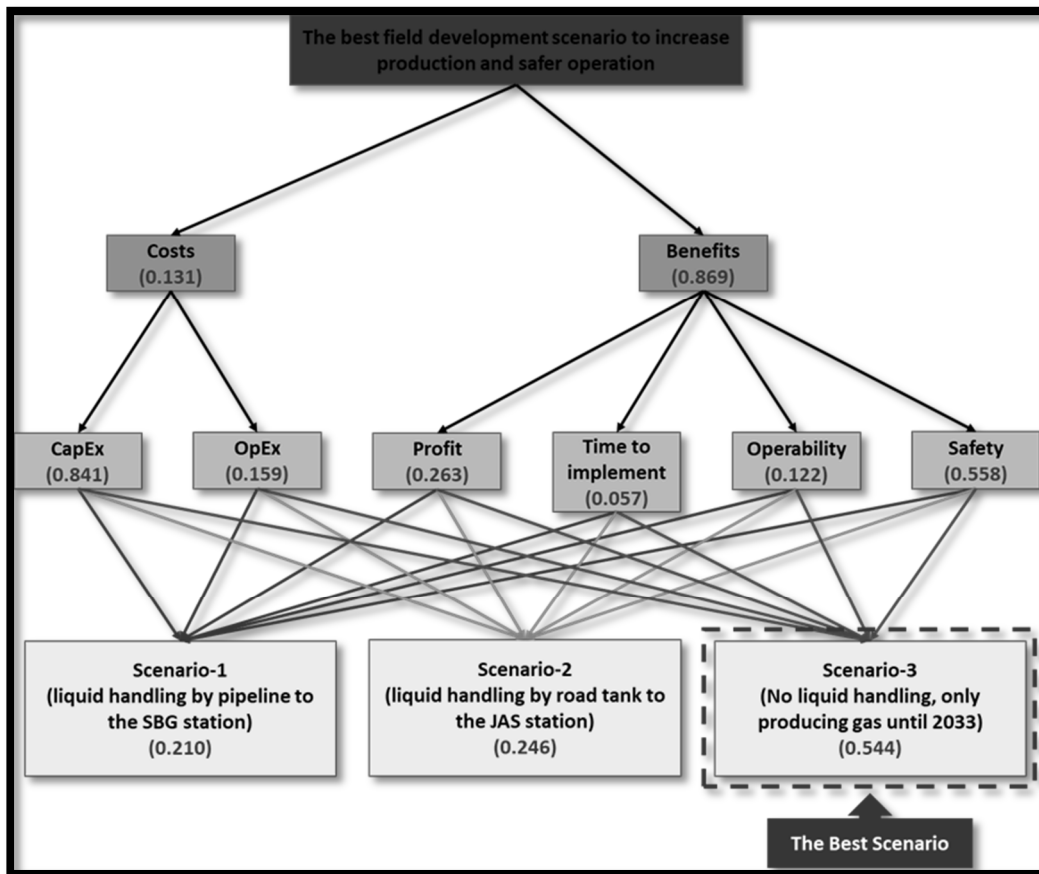 The best field development scenario to increase
production and safer operation
Costs
(0.131)
Benefits
(0.869)
CapEx
(0.841)
OpEx
(0.159)
Profit
(0.263)
Time to
implement
(0.057)
Operability
(0.122)
Safety
(0.558)
Scenario-1
(liquid handling by pipeline to
the SBG station)
(0.210)
Scenario-2
(liquid handling by road tank to
the JAS station)
(0.246)
Scenario-3
(No liquid handling, only
producing gas until 2033)
(0.544)
The Best Scenario